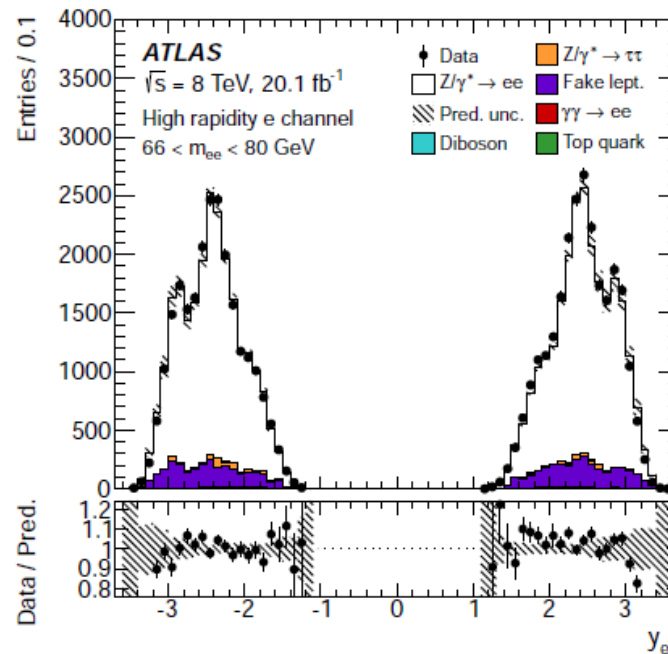 Entries / 0.1
4000
3500
3000
2500
2000
1500
1000
500
0
ATLAS
√s = 8 TeV, 20.1 fb⁻¹
High rapidity e channel
66 < mₑₑ < 80 GeV
Data
Z/γ* → ee
Pred. unc.
Diboson
Z/γ* → ττ
Fake lept.
γγ → ee
Top quark
Data / Pred.
1.2
1.1
1
0.9
0.8
-3 -2 -1 0 1 2 3
yₑ